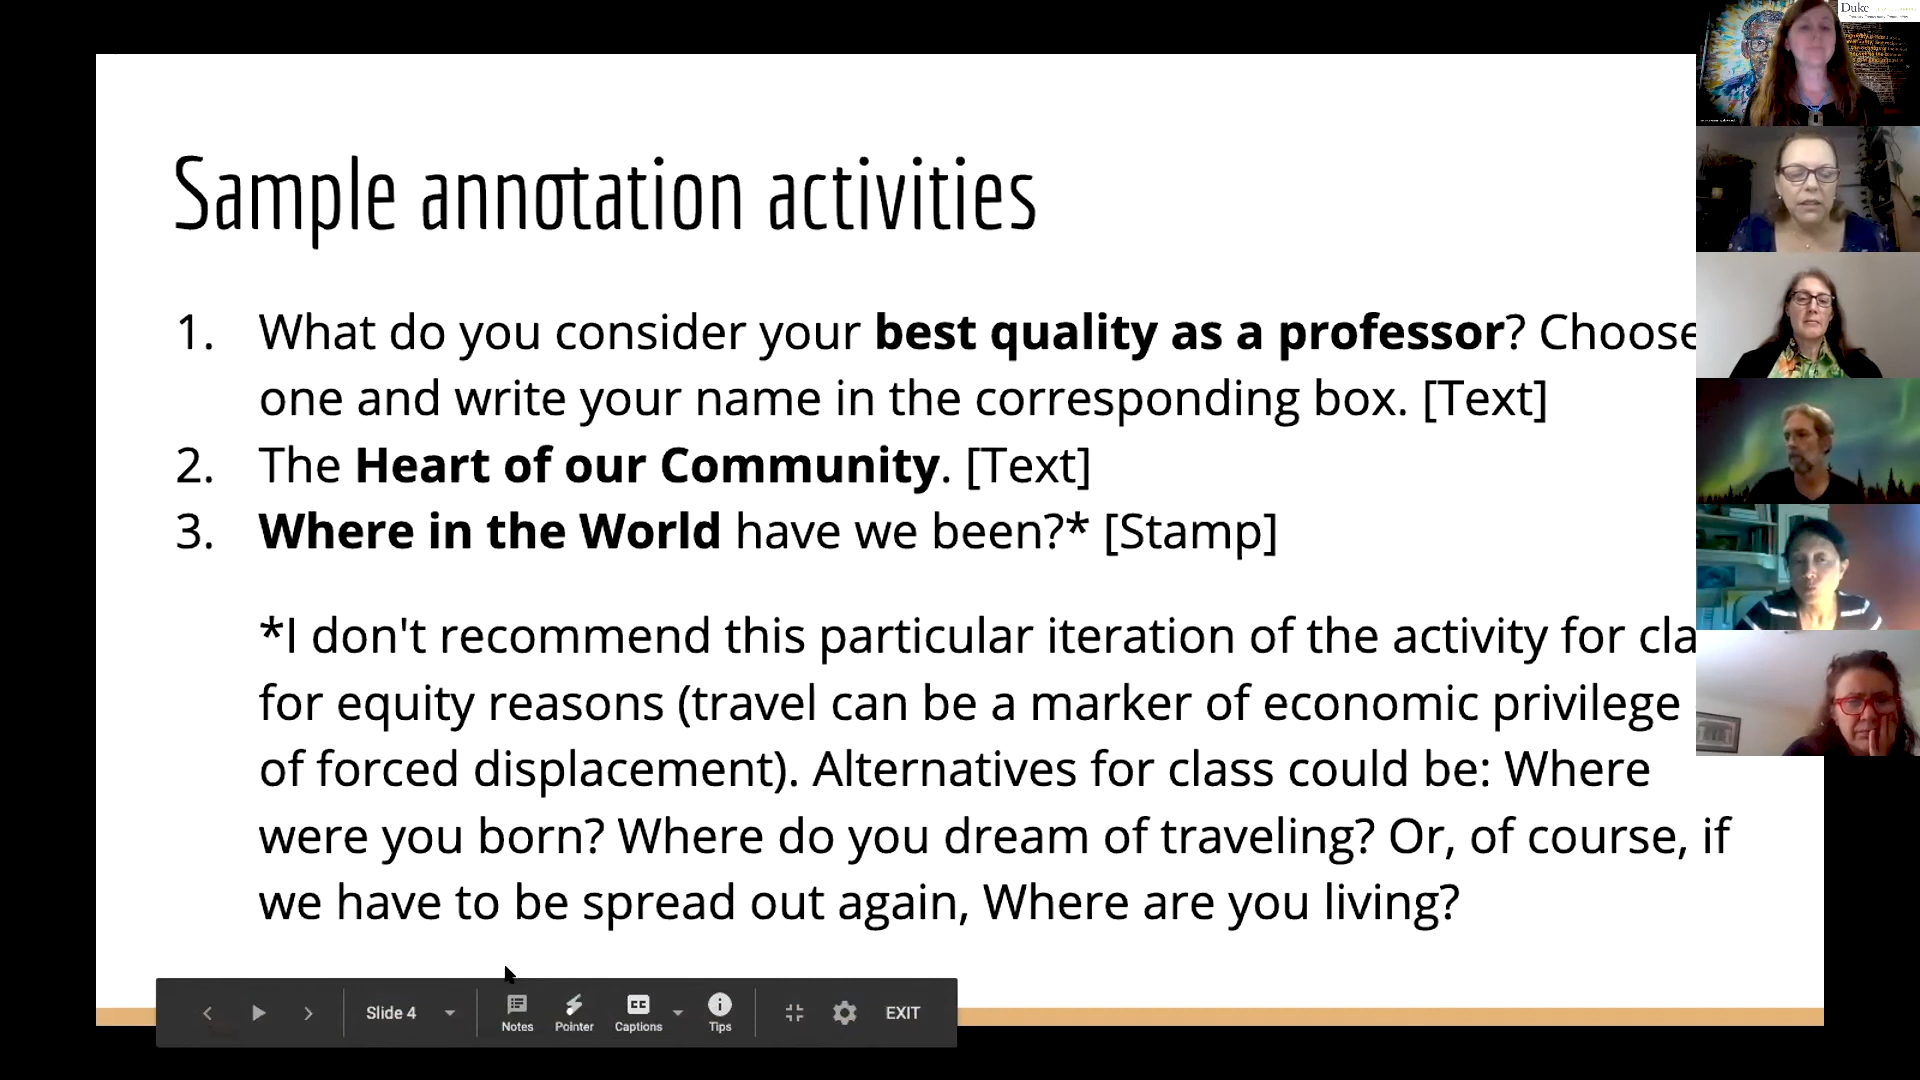 Duke
Sample annotation activities
1. What do you consider your best quality as a professor? Choose
one and write your name in the corresponding box. [Text]
2. The Heart of our Community. [Text]
3. Where in the World have we been?* [Stamp]
*I don't recommend this particular iteration of the activity for cla
for equity reasons (travel can be a marker of economic privilege
of forced displacement). Alternatives for class could be: Where
were you born? Where do you dream of traveling? Or, of course, if
we have to be spread out again, Where are you living?
Slide 4
Notes
Pointer
Captions
Tips
EXIT